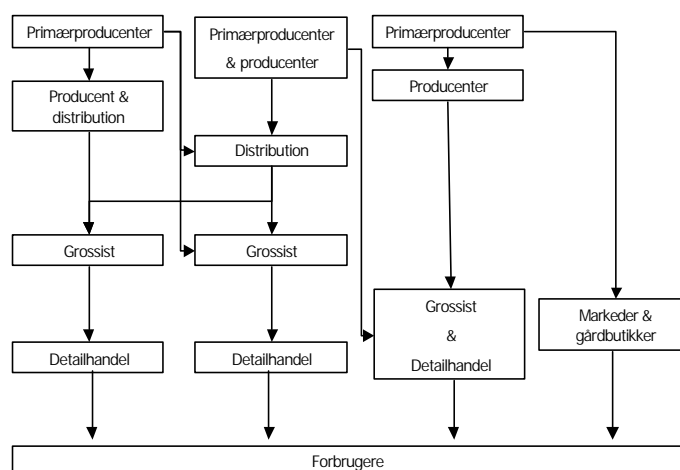 Primærproducenter
Primærproducenter
& producenter
Primærproducenter
Producent &
distribution
Producenter
Distribution
Grossist
Grossist
Grossist
&
Detailhandel
Markeder &
gårdbutikker
Detailhandel
Detailhandel
Forbrugere